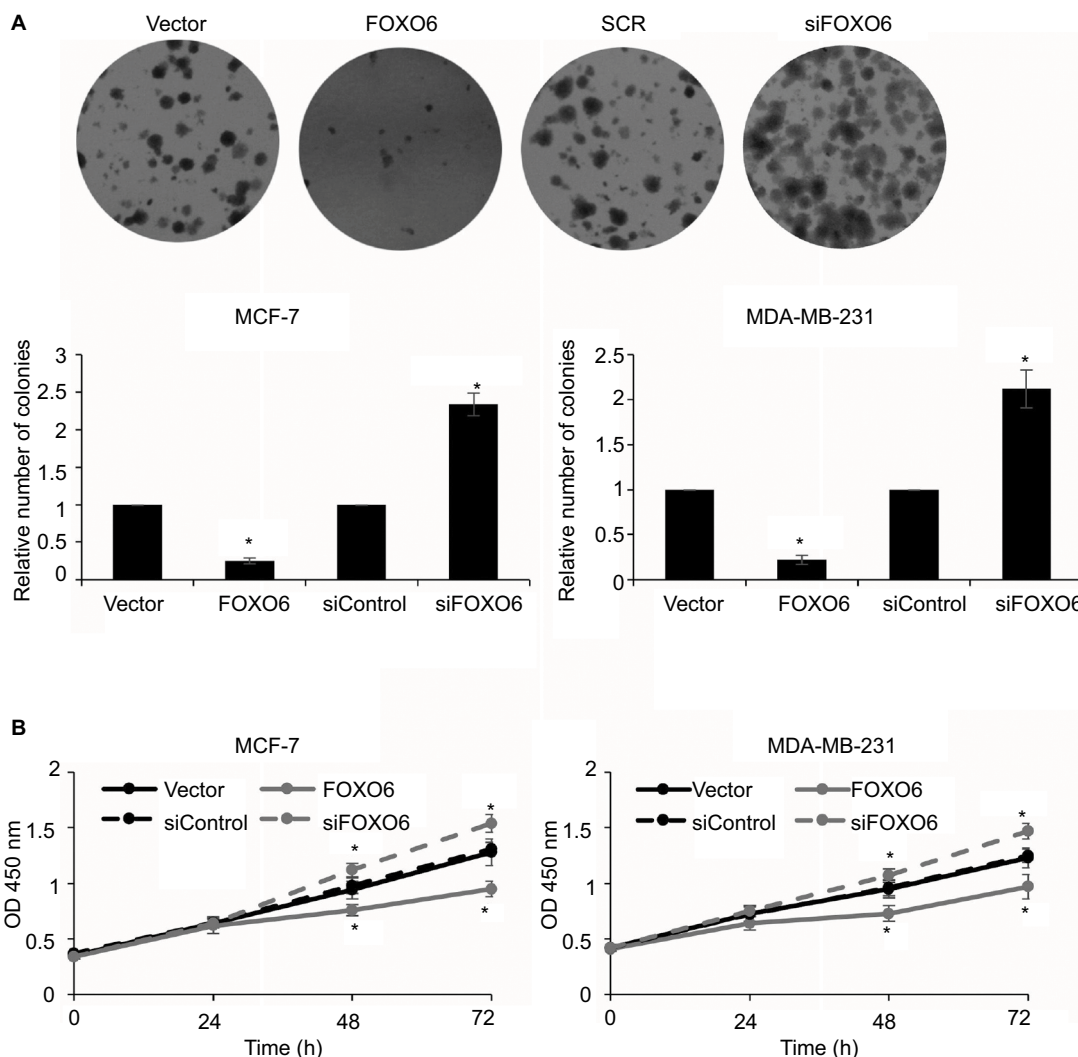 A
Vector FOXO6 SCR siFOXO6
MCF-7
Relative number of colonies
3
2.5
2
1.5
1
0.5
0
*
*
Vector FOXO6 siControl siFOXO6
MDA-MB-231
Relative number of colonies
2.5
2
1.5
1
0.5
0
*
*
Vector FOXO6 siControl siFOXO6
B
MCF-7
OD 450 nm
2
1.5
1
0.5
0
Vector FOXO6
siControl siFOXO6
*
*
*
*
0 24 48 72
Time (h)
MDA-MB-231
OD 450 nm
2
1.5
1
0.5
0
Vector FOXO6
siControl siFOXO6
*
*
*
*
0 24 48 72
Time (h)